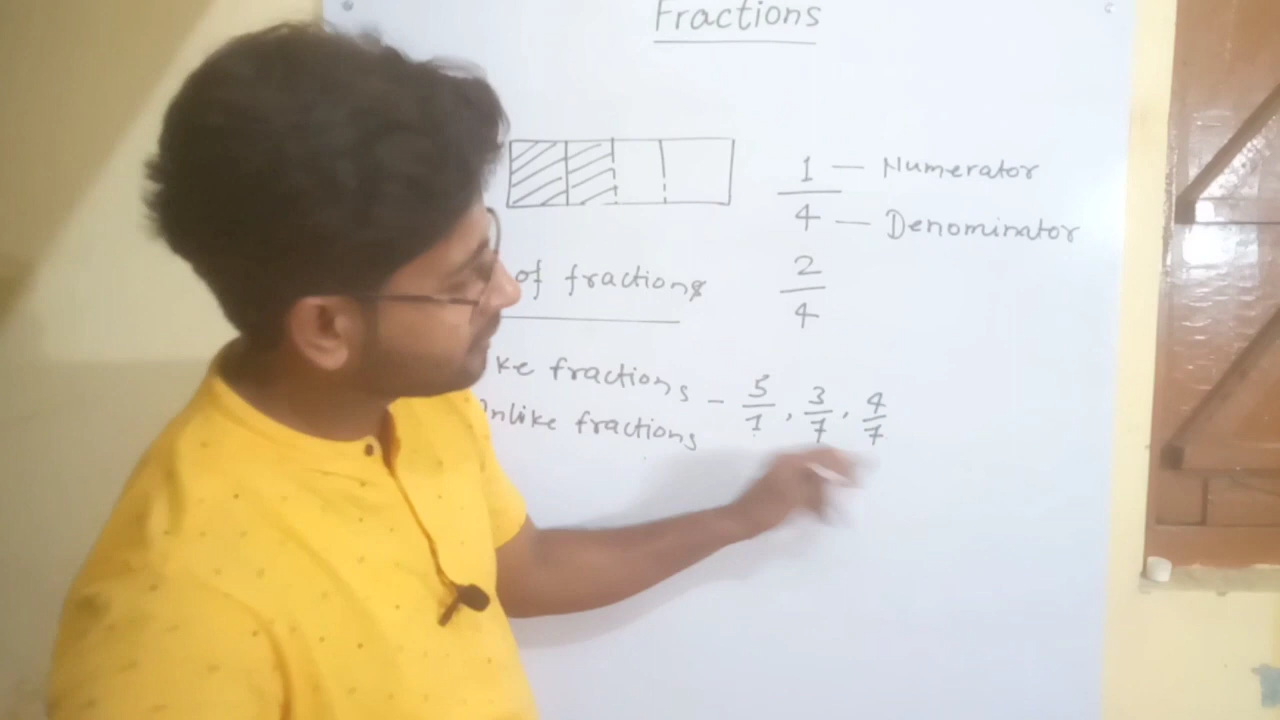 Fractions
1 — Numerator
4 — Denominator
2
4
of fractions
ke fractions - 5/7, 3/7, 4/7
nlike fractions